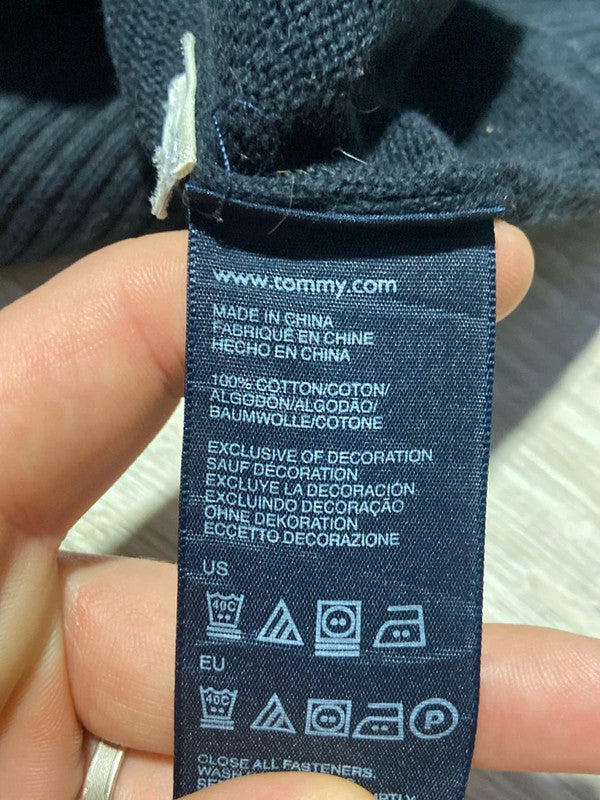 www.tommy.com
MADE IN CHINA
FABRIQUÉ EN CHINE
HECHO EN CHINA
100% COTTON/COTON/
ALGODÓN/ALGODÃO/
BAUMWOLLE/COTONE
EXCLUSIVE OF DECORATION
SAUF DÉCORATION
EXCLUYE LA DECORACIÓN
EXCLUINDO DECORAÇÃO
OHNE DEKORATION
ECCETTO DECORAZIONE
US
40C
EU
40C P
CLOSE ALL FASTENERS.